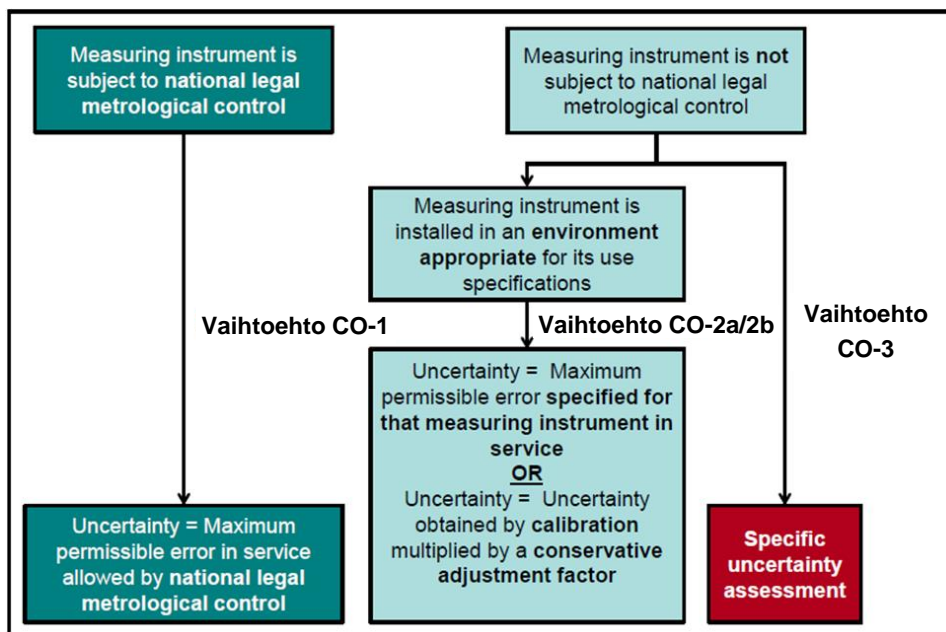 Measuring instrument is
subject to national legal
metrological control
Measuring instrument is not
subject to national legal
metrological control
Measuring instrument is
installed in an environment
appropriate for its use
specifications
Vaihtoehto CO-1
Vaihtoehto CO-2a/2b
Vaihtoehto
CO-3
Uncertainty = Maximum
permissible error specified for
that measuring instrument in
service
OR
Uncertainty = Uncertainty
obtained by calibration
multiplied by a conservative
adjustment factor
Uncertainty = Maximum
permissible error in service
allowed by national legal
metrological control
Specific
uncertainty
assessment